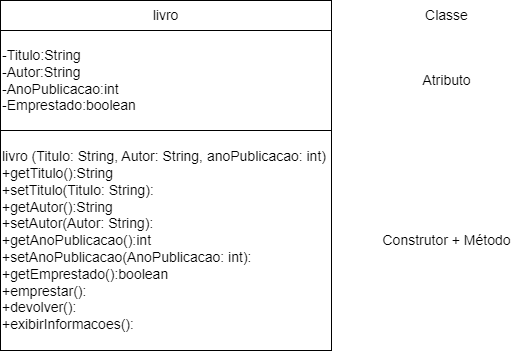 livro
Classe
-Titulo:String
-Autor:String
-AnoPublicacao:int
-Emprestado:boolean
Atributo
livro (Titulo: String, Autor: String, anoPublicacao: int)
+getTitulo():String
+setTitulo(Titulo: String):
+getAutor():String
+setAutor(Autor: String):
+getAnoPublicacao():int
+setAnoPublicacao(AnoPublicacao: int):
+getEmprestado():boolean
+emprestar():
+devolver():
+exibirInformacoes():
Construtor + Método